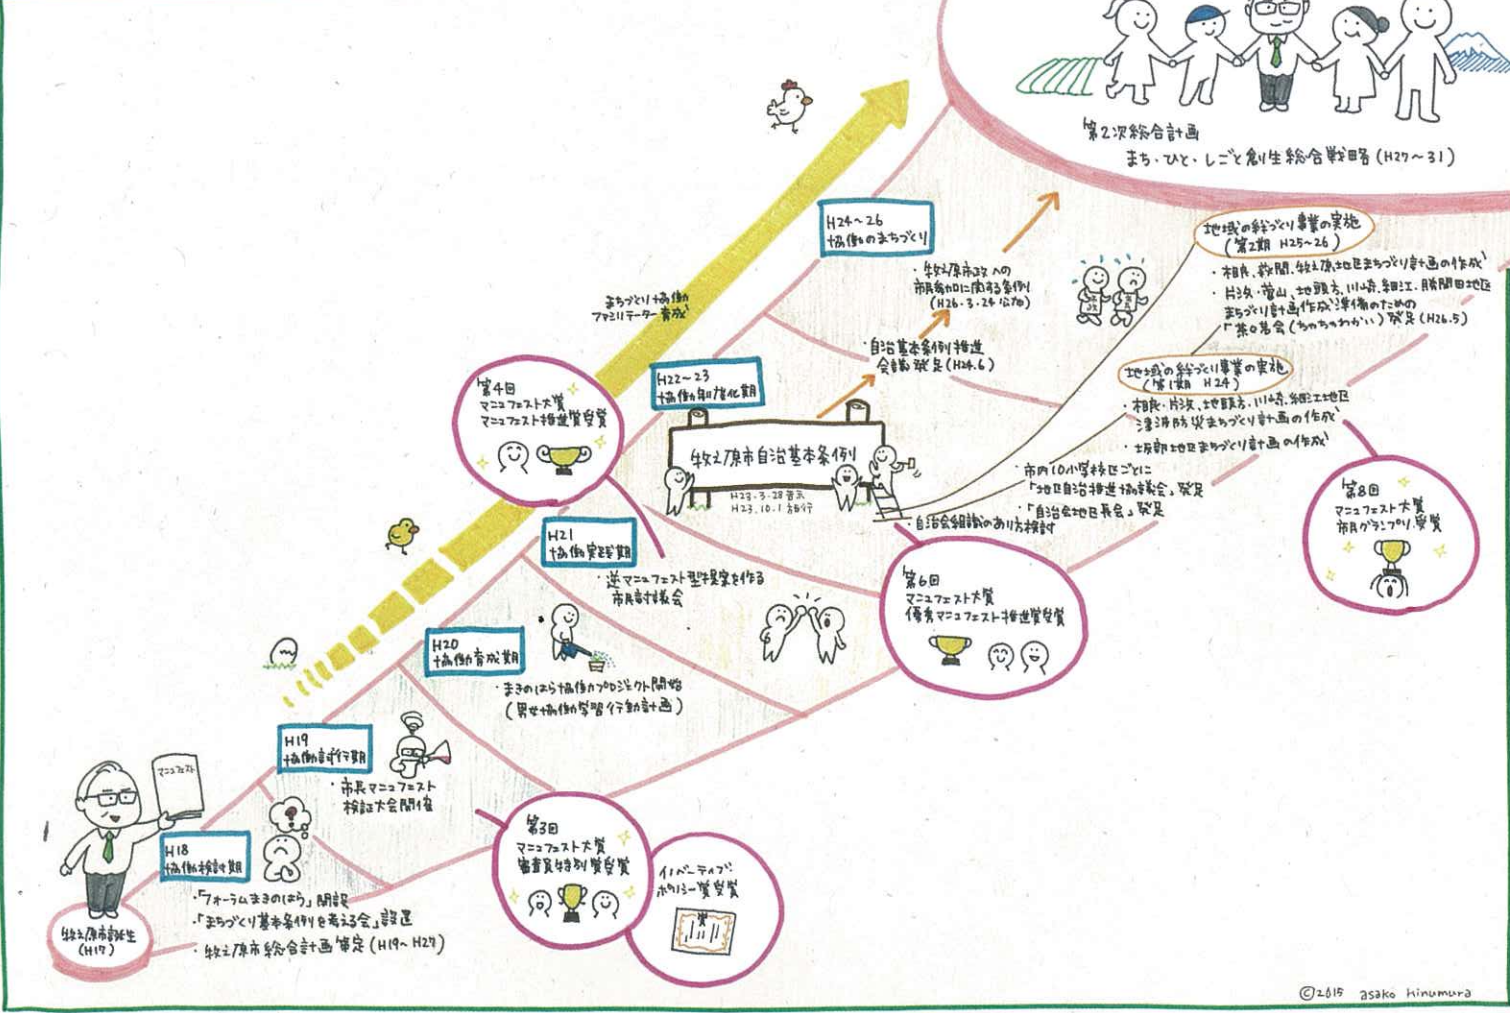 第2次総合計画
まち・ひと・しごと創生総合戦略(H27〜31)
H24〜26
協働のまちづくり
・牧之原市政への
市民参加に関する条例
(H26.3.24公布)
地域の絆づくり事業の実施
(第2期 H25〜26)
・相良、萩間、牧之原地区まちづくり計画の作成
・片浜・菅山、地頭方、川崎、細江、勝間田地区
まちづくり計画作成準備のための
「茶々若会(ちゃちゃわかい)発足(H26.5)
まちづくり協働
ファシリテーター育成
・自治基本条例推進
会議発足(H24.6)
地域の絆づくり事業の実施
(第1期 H24)
・相良・片浜、地頭方、川崎、細江地区
津波防災まちづくり計画の作成
・坂部地区まちづくり計画の作成
H22〜23
協働制度化期
第4回
マニュフェスト大賞
マニュフェスト推進賞受賞
牧之原市自治基本条例
H23.3.28告示
H23.10.1施行
・市内10小学校区ごとに
「地区自治推進協議会」発足
・「自治会地区長会」発足
・自治会組織のあり方検討
第8回
マニュフェスト大賞
市民グランプリ受賞
H21
協働実践期
・逆マニュフェスト型提案を作る
市民討議会
第6回
マニュフェスト大賞
優秀マニュフェスト推進賞受賞
H20
協働育成期
・まきのはら協働プロジェクト開始
(男女協働学習行動計画)
H19
協働試行期
・市長マニュフェスト
検証大会開催
マニュフェスト
第3回
マニュフェスト大賞
審査員特別賞受賞
イノベーティブ・
ポリシー賞受賞
賞
H18
協働検討期
・「フォーラムまきのはら」開設
・「まちづくり基本条例を考える会」設置
・牧之原市総合計画策定(H19〜H27)
牧之原市誕生
(H17)
©2015 asako hinumura